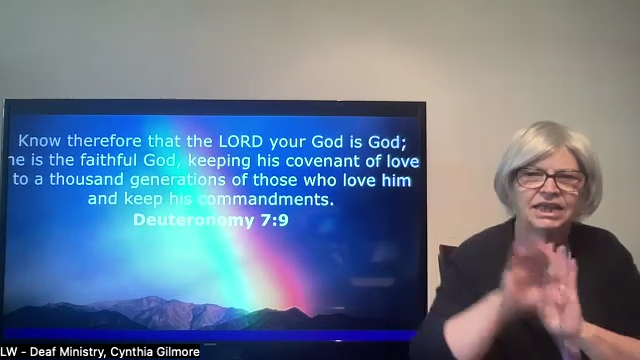 Know therefore that the LORD your God is God;
he is the faithful God, keeping his covenant of love
to a thousand generations of those who love him
and keep his commandments.
Deuteronomy 7:9
LW - Deaf Ministry, Cynthia Gilmore